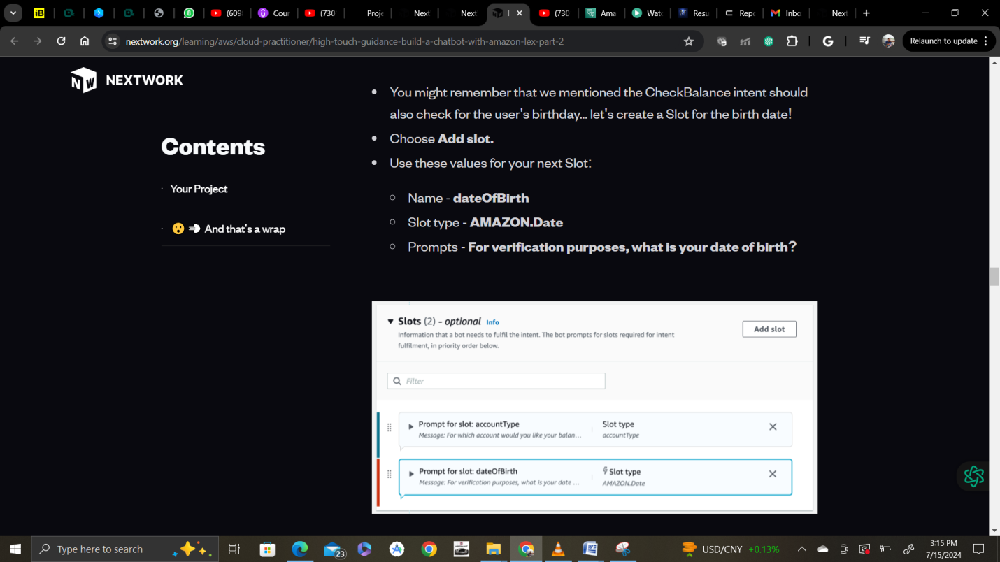 iB
(609
Cour
(730
Proje
Next
Next
(730
Ama
Wat
Resu
Repo
Inbo
Next
nextwork.org/learning/aws/cloud-practitioner/high-touch-guidance-build-a-chatbot-with-amazon-lex-part-2
Relaunch to update
NW NEXTWORK
Contents
· Your Project
· 😮‍💨 And that's a wrap
• You might remember that we mentioned the CheckBalance intent should
also check for the user's birthday... let's create a Slot for the birth date!
• Choose Add slot.
• Use these values for your next Slot:
○ Name - dateOfBirth
○ Slot type - AMAZON.Date
○ Prompts - For verification purposes, what is your date of birth?
Slots (2) - optional Info
Add slot
Information that a bot needs to fulfil the intent. The bot prompts for slots required for intent
fulfilment, in priority order below.
Filter
Prompt for slot: accountType
Slot type
Message: For which account would you like your balan...
accountType
Prompt for slot: dateOfBirth
Slot type
Message: For verification purposes, what is your date ...
AMAZON.Date
Type here to search
23
USD/CNY +0.13%
3:15 PM
7/15/2024